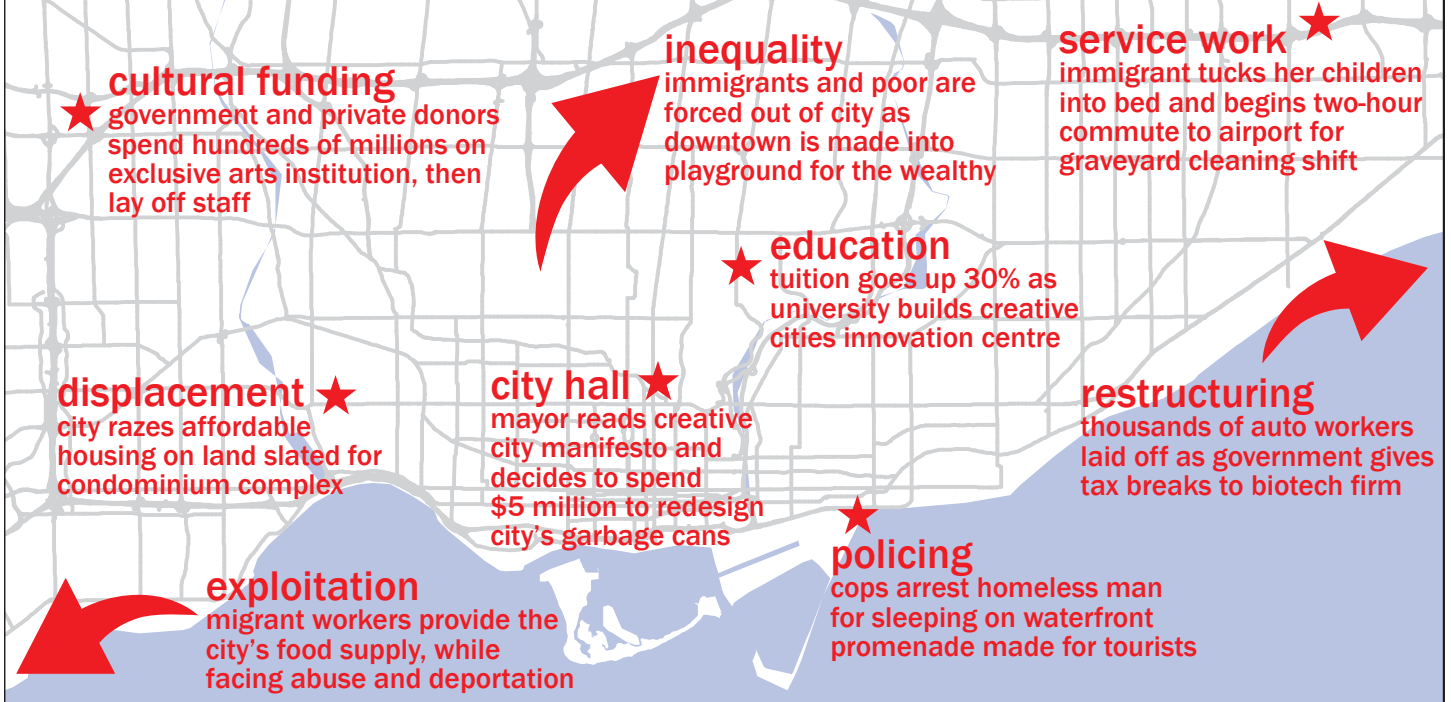 cultural funding
government and private donors
spend hundreds of millions on
exclusive arts institution, then
lay off staff
inequality
immigrants and poor are
forced out of city as
downtown is made into
playground for the wealthy
service work
immigrant tucks her children
into bed and begins two-hour
commute to airport for
graveyard cleaning shift
education
tuition goes up 30% as
university builds creative
cities innovation centre
displacement
city razes affordable
housing on land slated for
condominium complex
city hall
mayor reads creative
city manifesto and
decides to spend
$5 million to redesign
city's garbage cans
restructuring
thousands of auto workers
laid off as government gives
tax breaks to biotech firm
exploitation
migrant workers provide the
city's food supply, while
facing abuse and deportation
policing
cops arrest homeless man
for sleeping on waterfront
promenade made for tourists